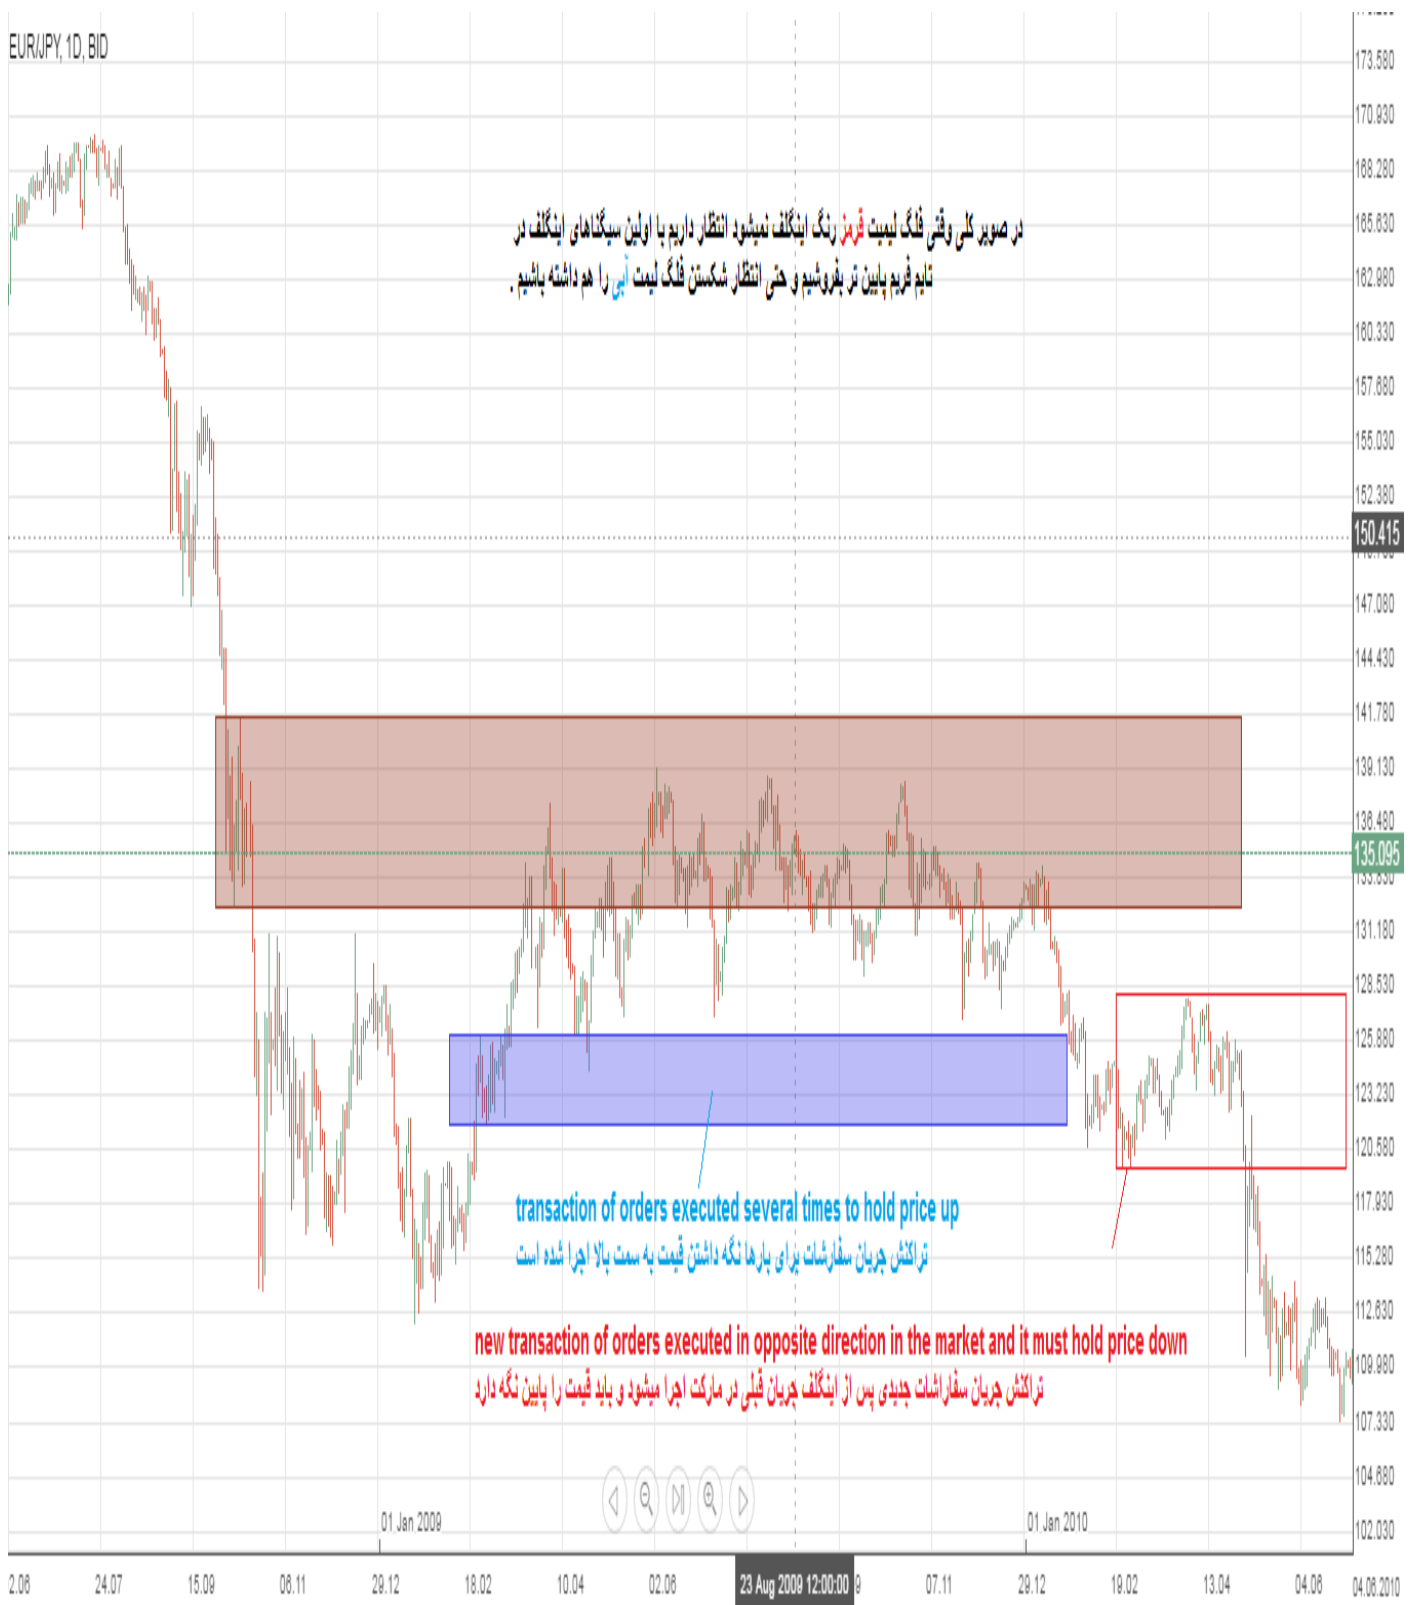 EUR/JPY, 1D, BID
173.580
170.930
168.280
در صویر کلی وقتی فلگ لیمیت قرمز رنگ اینگلف نمیشود انتظار داریم با اولین سیگناهای اینگلف در
165.630
تایم فریم پایین تر بفروشیم و حتی انتظار شکستن فلگ لیمت آبی را هم داشته باشیم .
162.980
160.330
157.680
155.030
152.380
150.415
147.080
144.430
141.780
139.130
136.480
135.095
131.180
128.530
125.880
123.230
120.580
transaction of orders executed several times to hold price up
117.930
تراکنش جریان سفارشات برای بارها نگه داشتن قیمت به سمت بالا اجرا شده است
115.280
112.630
new transaction of orders executed in opposite direction in the market and it must hold price down
109.980
تراکنش جریان سفاراشات جدیدی پس از اینگلف جریان قبلی در مارکت اجرا میشود و باید قیمت را پایین نگه دارد
107.330
104.680
102.030
01 Jan 2009
01 Jan 2010
2.06 24.07 15.09 06.11 29.12 18.02 10.04 02.06 23 Aug 2009 12:00:00 9 07.11 29.12 19.02 13.04 04.06 04.06.2010